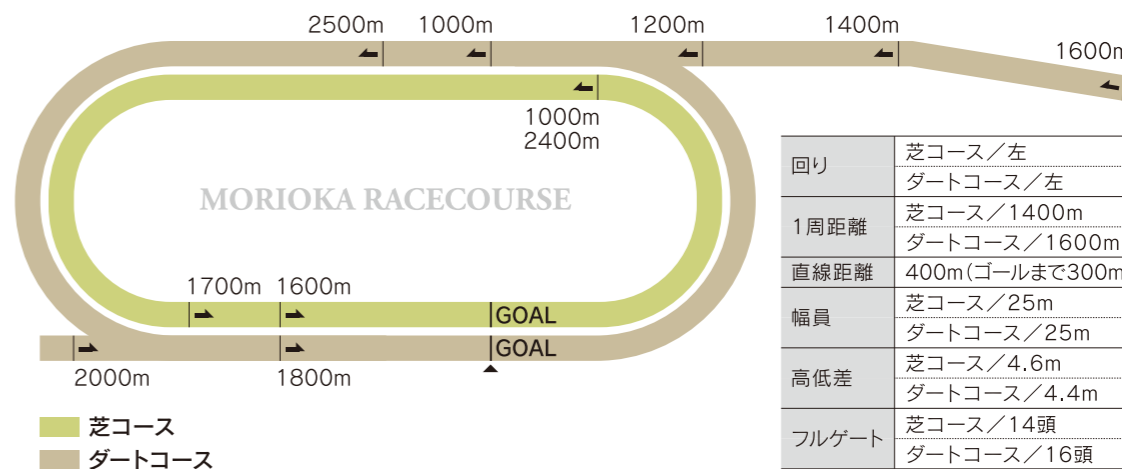 2500m
1000m
1200m
1400m
1600m
1000m
2400m
MORIOKA RACECOURSE
1700m
1600m
GOAL
GOAL
2000m
1800m
芝コース
ダートコース
回り
芝コース／左
ダートコース／左
1周距離
芝コース／1400m
ダートコース／1600m
直線距離
400m（ゴールまで300m
幅員
芝コース／25m
ダートコース／25m
高低差
芝コース／4.6m
ダートコース／4.4m
フルゲート
芝コース／14頭
ダートコース／16頭